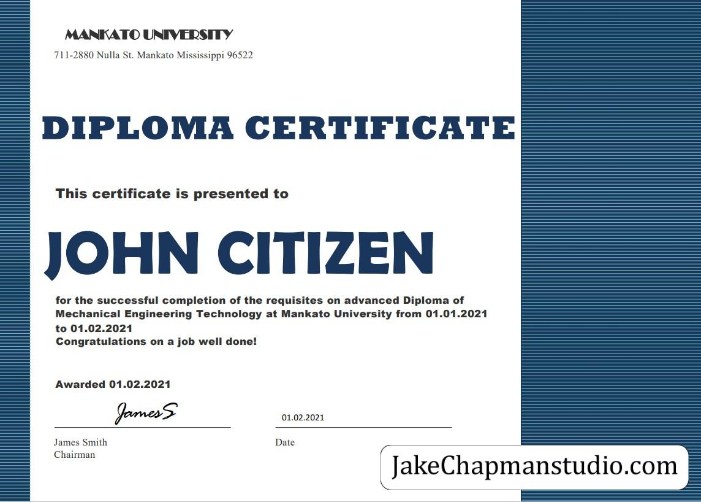 MANKATO UNIVERSITY
711-2880 Nulla St. Mankato Mississippi 96522
DIPLOMA CERTIFICATE
This certificate is presented to
JOHN CITIZEN
for the successful completion of the requisites on advanced Diploma of
Mechanical Engineering Technology at Mankato University from 01.01.2021
to 01.02.2021
Congratulations on a job well done!
Awarded 01.02.2021
JamesS
01.02.2021
James Smith
Date
Chairman
JakeChapmanstudio.com